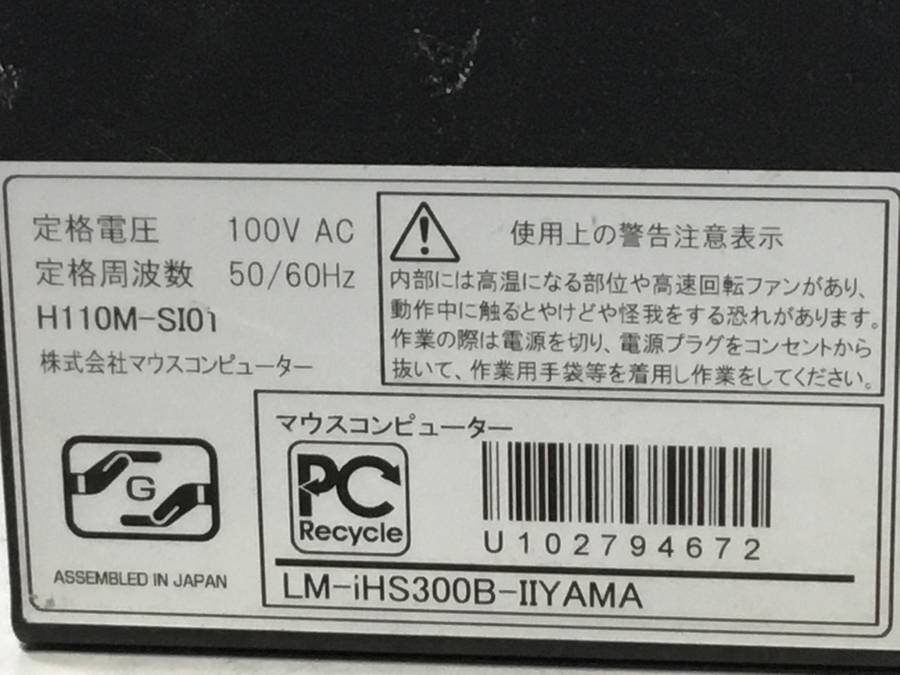 定格電圧 100V AC
定格周波数 50/60Hz
H110M-SI01
株式会社マウスコンピューター
使用上の警告注意表示
内部には高温になる部位や高速回転ファンがあり、
動作中に触るとやけどや怪我をする恐れがあります。
作業の際は電源を切り、電源プラグをコンセントから
抜いて、作業用手袋等を着用し作業をしてください。
G
ASSEMBLED IN JAPAN
マウスコンピューター
PC
Recycle
U102794672
LM-iHS300B-IIYAMA